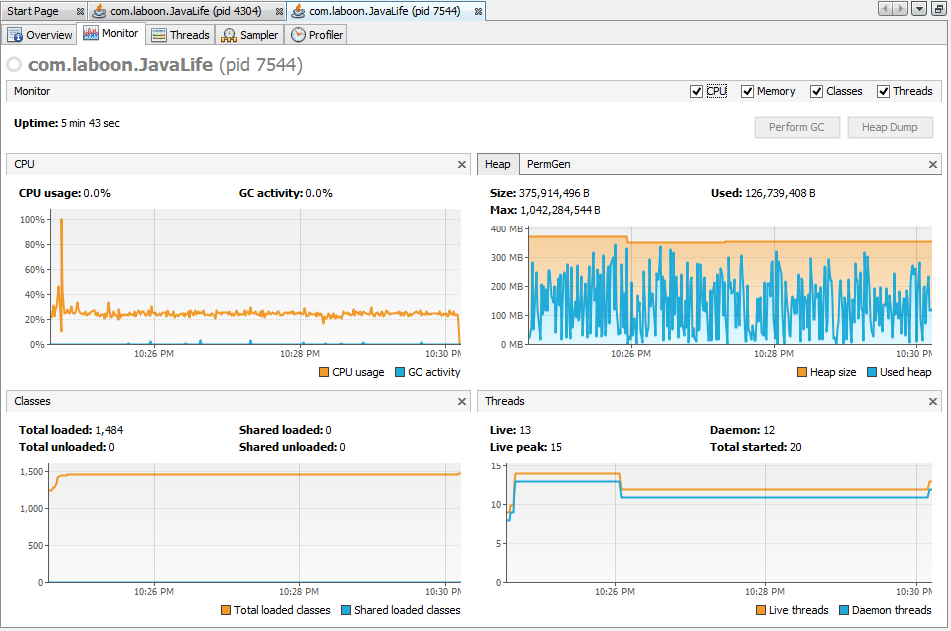 Start Page com.laboon.JavaLife (pid 4304) com.laboon.JavaLife (pid 7544)
Overview Monitor Threads Sampler Profiler
com.laboon.JavaLife (pid 7544)
Monitor CPU Memory Classes Threads
Uptime: 5 min 43 sec
Perform GC Heap Dump
CPU
CPU usage: 0.0% GC activity: 0.0%
100%
80%
60%
40%
20%
0%
10:26 PM 10:28 PM 10:30 PM
CPU usage GC activity
Heap PermGen
Size: 375,914,496 B Used: 126,739,408 B
Max: 1,042,284,544 B
400 MB
300 MB
200 MB
100 MB
0 MB
10:26 PM 10:28 PM 10:30 PM
Heap size Used heap
Classes
Total loaded: 1,484 Shared loaded: 0
Total unloaded: 0 Shared unloaded: 0
1,500
1,000
500
0
10:26 PM 10:28 PM 10:30 PM
Total loaded classes Shared loaded classes
Threads
Live: 13 Daemon: 12
Live peak: 15 Total started: 20
15
10
5
0
10:26 PM 10:28 PM 10:30 PM
Live threads Daemon threads